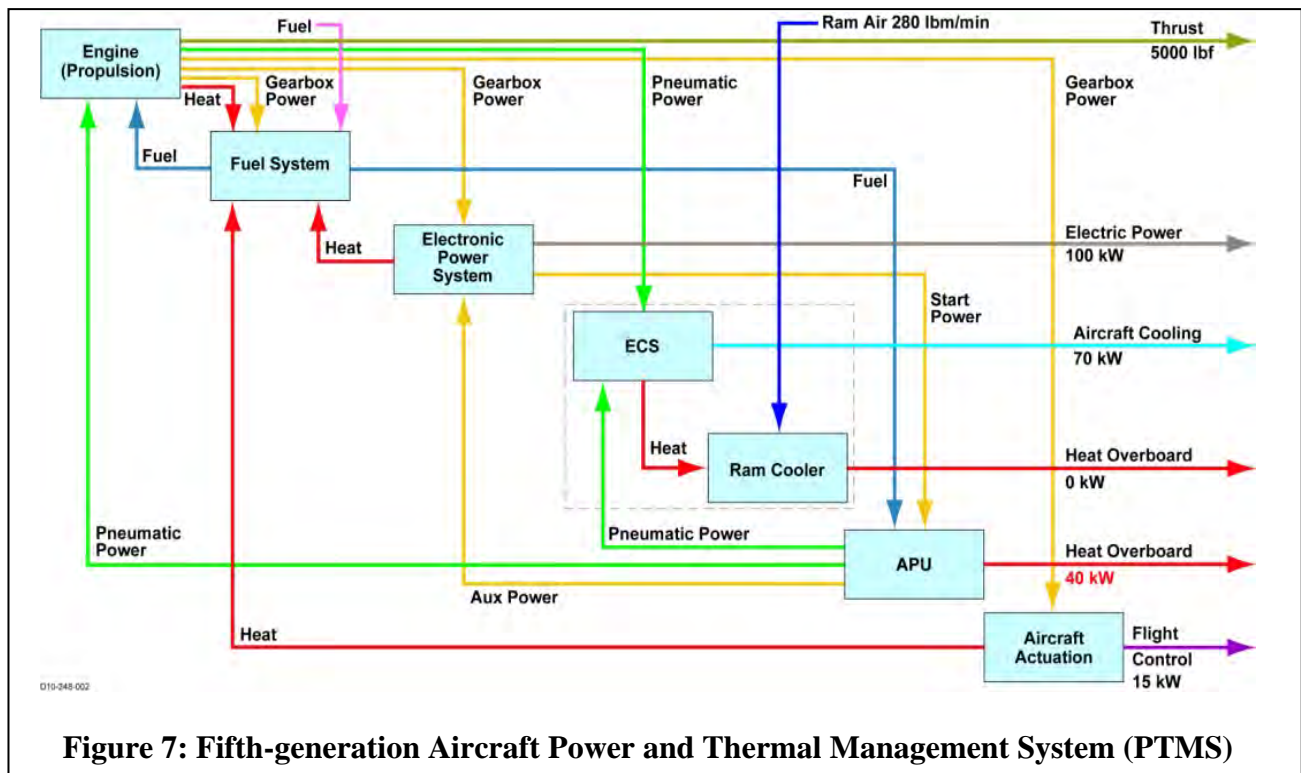 Fuel
Ram Air 280 lbm/min
Thrust
5000 lbf
Engine
(Propulsion)
Gearbox
Power
Heat
Gearbox
Power
Pneumatic
Power
Gearbox
Power
Fuel
Fuel System
Fuel
Heat
Electronic
Power
System
Electric Power
100 kW
Start
Power
ECS
Aircraft Cooling
70 kW
Heat
Ram Cooler
Heat Overboard
0 kW
Pneumatic
Power
Pneumatic Power
APU
Heat Overboard
40 kW
Aux Power
Heat
Aircraft
Actuation
Flight
Control
15 kW
D10-248-002
Figure 7: Fifth-generation Aircraft Power and Thermal Management System (PTMS)